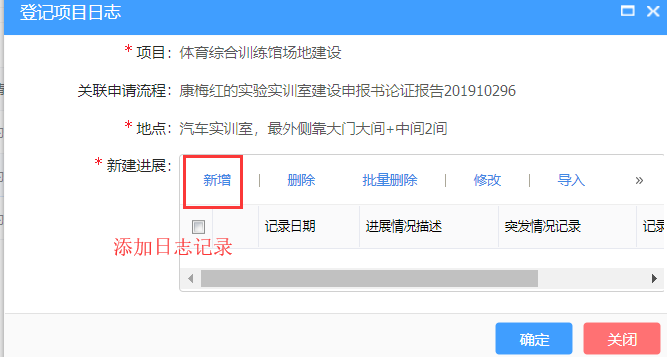 登记项目日志
* 项目： 体育综合训练馆场地建设
关联申请流程： 康梅红的实验实训室建设申报书论证报告201910296
* 地点： 汽车实训室，最外侧靠大门大间+中间2间
* 新建进展： 新增 | 删除 批量删除 | 修改 | 导入 »
记录日期 进展情况描述 突发情况记录 记录
添加日志记录
确定 关闭